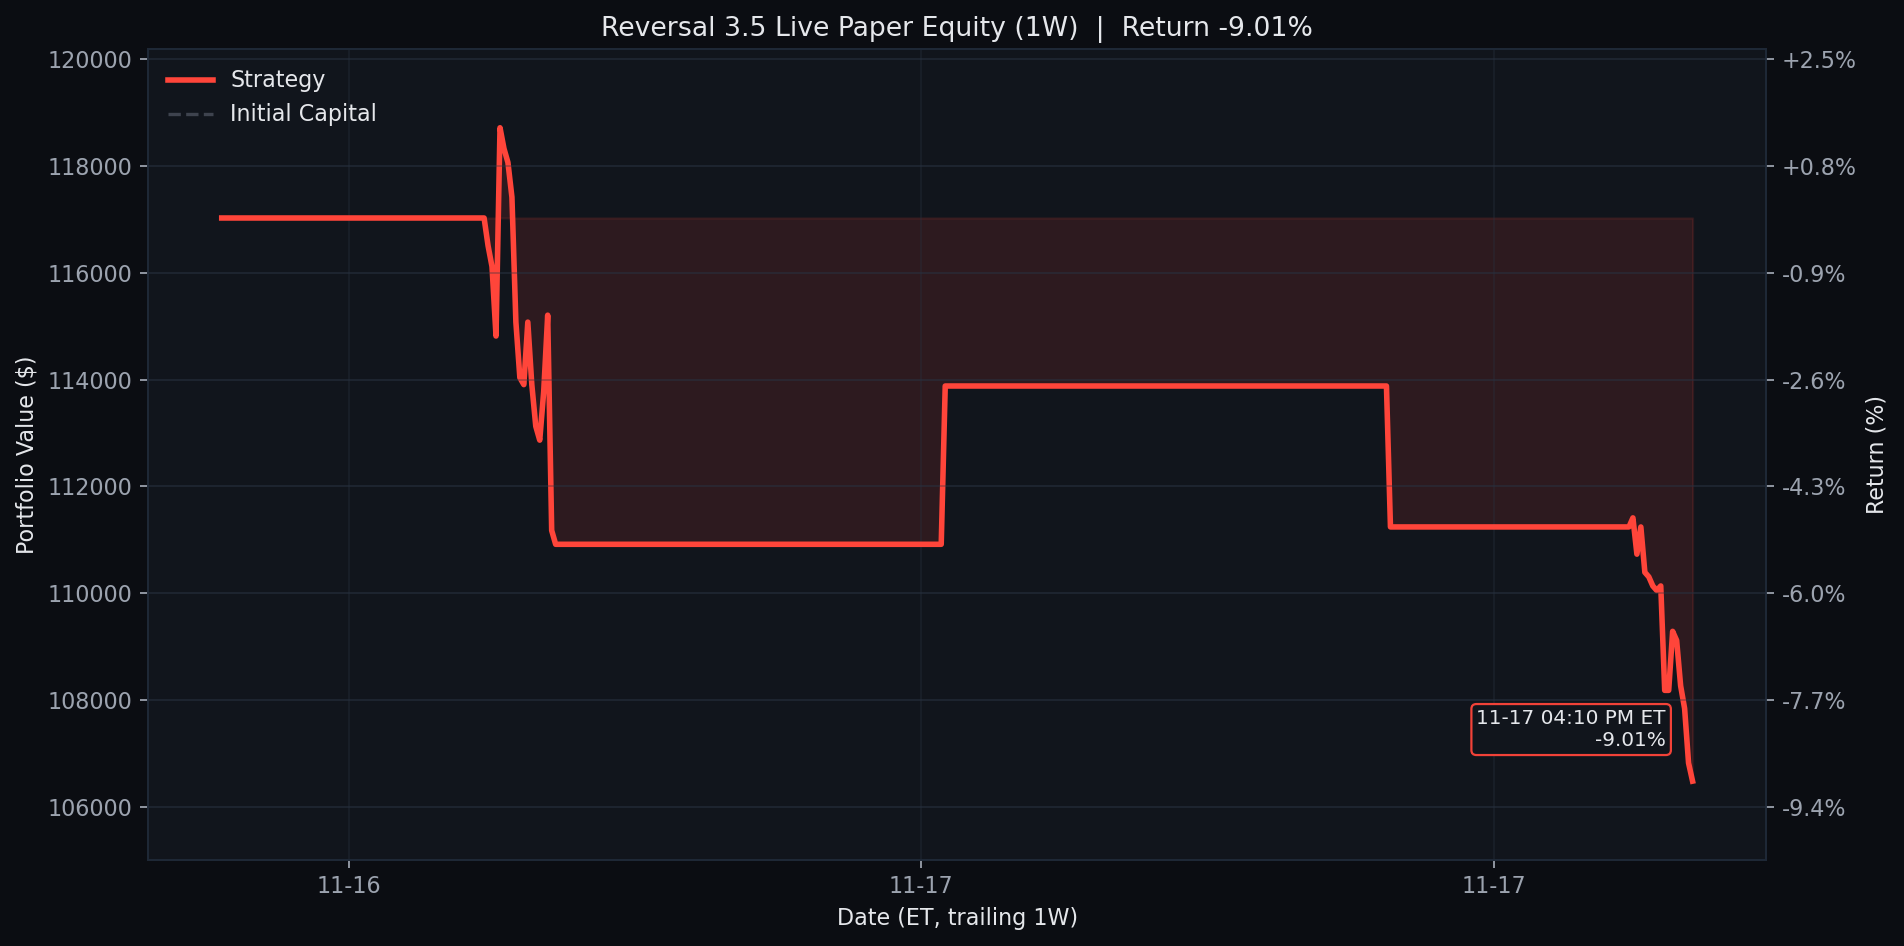 Reversal 3.5 Live Paper Equity (1W)  |  Return -9.01%
Strategy
Initial Capital
120000
118000
116000
114000
112000
110000
108000
106000
Portfolio Value ($)
+2.5%
+0.8%
-0.9%
-2.6%
-4.3%
-6.0%
-7.7%
-9.4%
Return (%)
11-17 04:10 PM ET
-9.01%
11-16
11-17
11-17
Date (ET, trailing 1W)